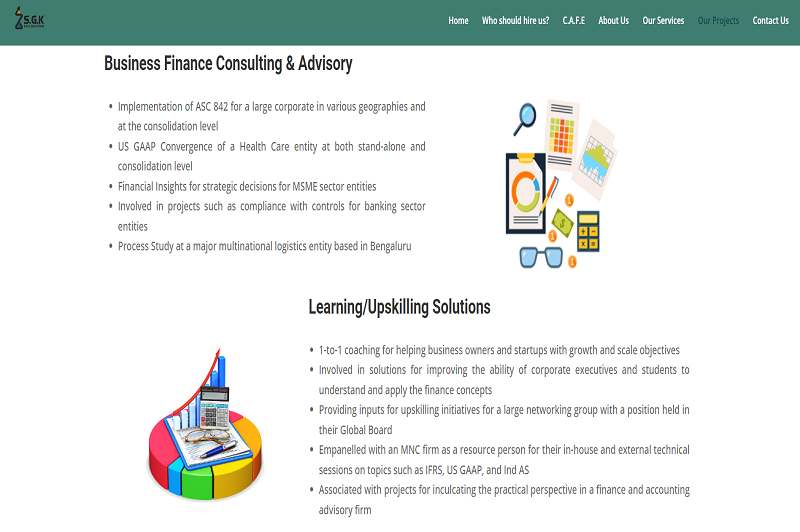 S.G.K
Home Who should hire us? C.A.F.E About Us Our Services Our Projects Contact Us
Business Finance Consulting & Advisory
• Implementation of ASC 842 for a large corporate in various geographies and
at the consolidation level
• US GAAP Convergence of a Health Care entity at both stand-alone and
consolidation level
• Financial Insights for strategic decisions for MSME sector entities
• Involved in projects such as compliance with controls for banking sector
entities
• Process Study at a major multinational logistics entity based in Bengaluru
Learning/Upskilling Solutions
• 1-to-1 coaching for helping business owners and startups with growth and scale objectives
• Involved in solutions for improving the ability of corporate executives and students to
understand and apply the finance concepts
• Providing inputs for upskilling initiatives for a large networking group with a position held in
their Global Board
• Empanelled with an MNC firm as a resource person for their in-house and external technical
sessions on topics such as IFRS, US GAAP, and Ind AS
• Associated with projects for inculcating the practical perspective in a finance and accounting
advisory firm